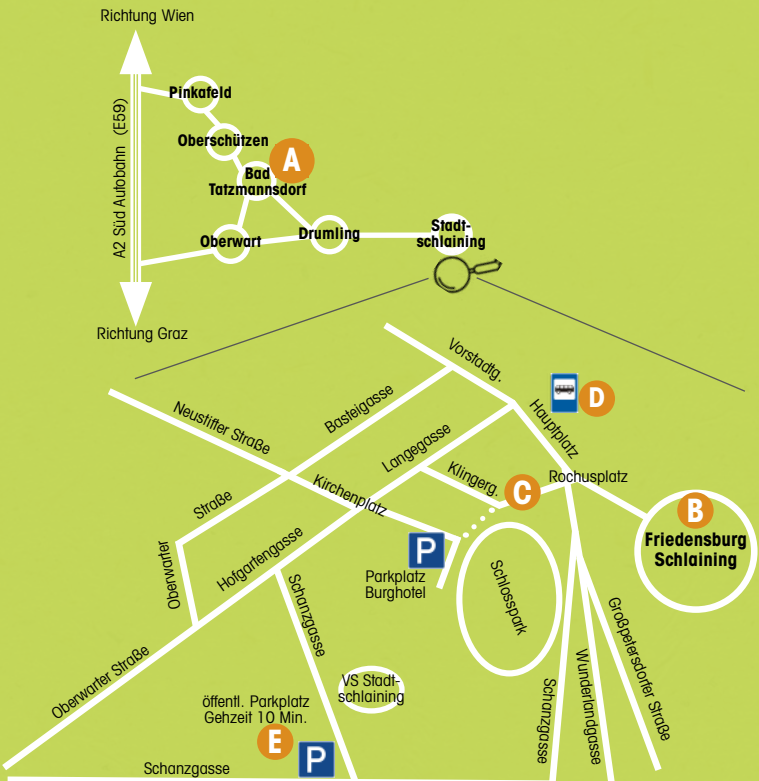 Richtung Wien
A2 Süd Autobahn (E59)
Pinkafeld
Oberschützen
A
Bad
Tatzmannsdorf
Oberwart
Drumling
Stadt-
schlaining
Richtung Graz
Vorstadtg.
D
Hauptplatz
Basteigasse
Neustifter Straße
Langegasse
Klingerg.
C
Rochusplatz
B
Friedensburg
Schlaining
Kirchenplatz
Straße
Oberwarter
Hofgartengasse
P
Parkplatz
Burghotel
Schlosspark
Schanzgasse
Großpetersdorfer Straße
Wunderlandgasse
Schanzgasse
Oberwarter Straße
VS Stadt-
schlaining
öffentl. Parkplatz
Gehzeit 10 Min.
E
P
Schanzgasse